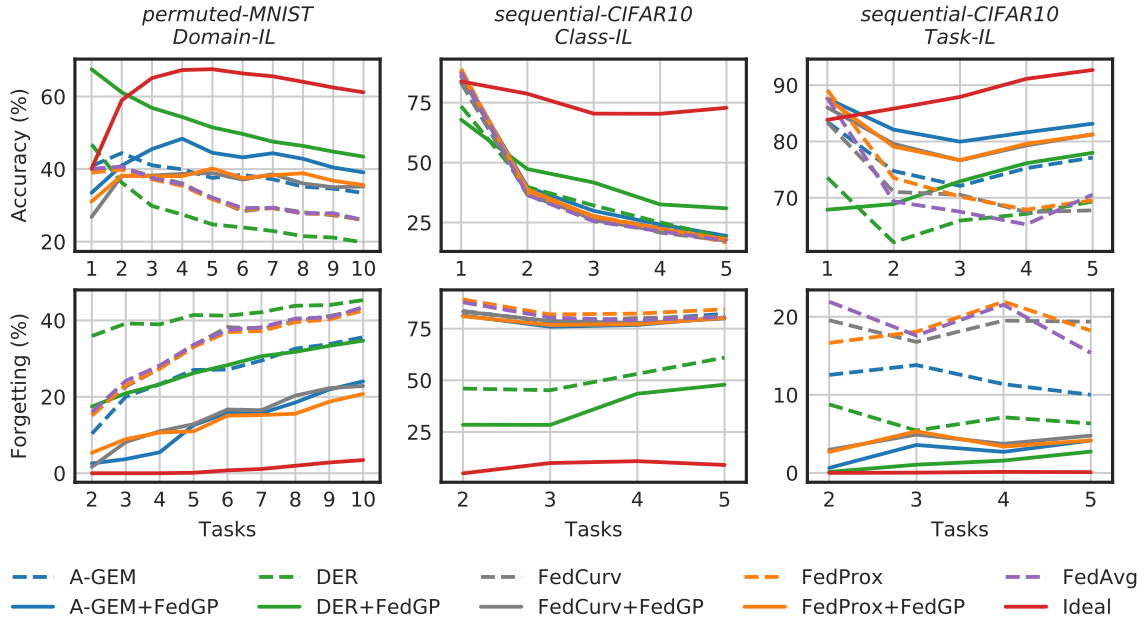 permuted-MNIST
Domain-IL
sequential-CIFAR10
Class-IL
sequential-CIFAR10
Task-IL
Accuracy (%)
60
40
20
1 2 3 4 5 6 7 8 9 10
75
50
25
1 2 3 4 5
90
80
70
1 2 3 4 5
Forgetting (%)
40
20
0
2 3 4 5 6 7 8 9 10
Tasks
75
50
25
2 3 4 5
Tasks
20
10
0
2 3 4 5
Tasks
A-GEM DER FedCurv FedProx FedAvg
A-GEM+FedGP DER+FedGP FedCurv+FedGP FedProx+FedGP Ideal